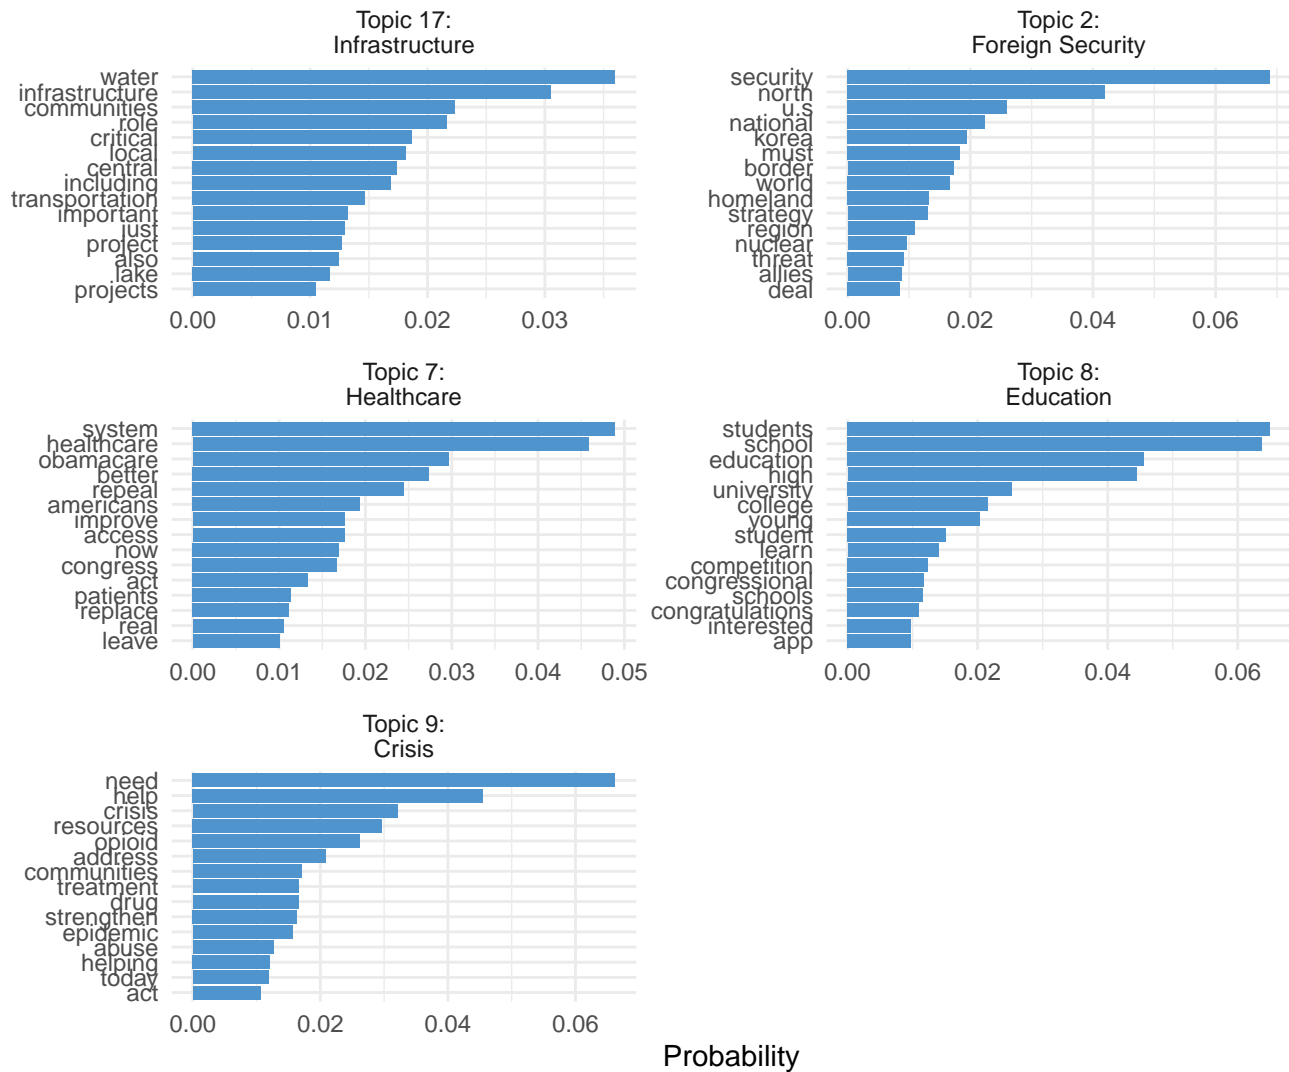 Topic 17:
Infrastructure
water
infrastructure
communities
role
critical
local
central
including
transportation
important
just
project
also
lake
projects
0.00 0.01 0.02 0.03
Topic 2:
Foreign Security
security
north
u.s
national
korea
must
border
world
homeland
strategy
region
nuclear
threat
allies
deal
0.00 0.02 0.04 0.06
Topic 7:
Healthcare
system
healthcare
obamacare
better
repeal
americans
improve
access
now
congress
act
patients
replace
real
leave
0.00 0.01 0.02 0.03 0.04 0.05
Topic 8:
Education
students
school
education
high
university
college
young
student
learn
competition
congressional
schools
congratulations
interested
app
0.00 0.02 0.04 0.06
Topic 9:
Crisis
need
help
crisis
resources
opioid
address
communities
treatment
drug
strengthen
epidemic
abuse
helping
today
act
0.00 0.02 0.04 0.06
Probability